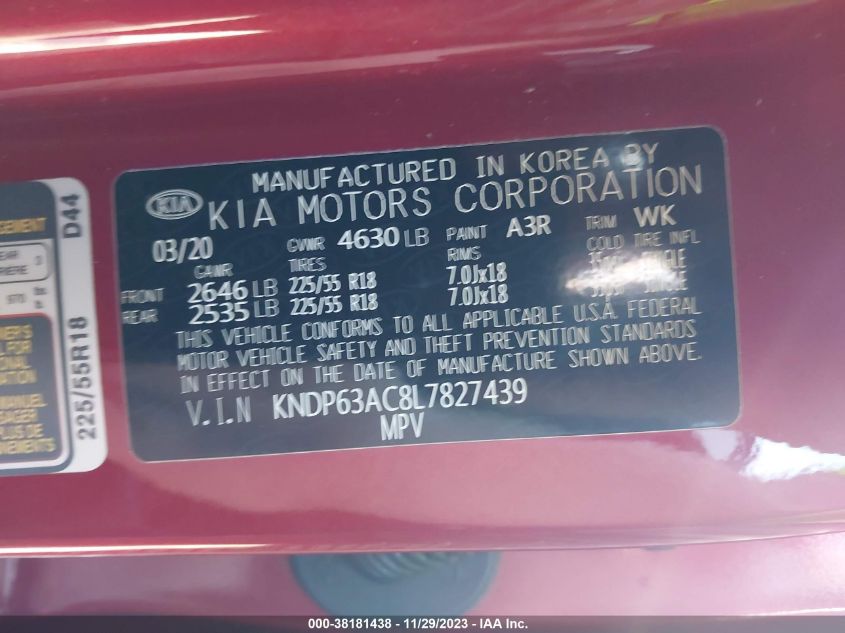 MANUFACTURED IN KOREA BY
KIA
KIA MOTORS CORPORATION
03/20 GVWR 4630 LB PAINT A3R TRIM WK
GAWR TIRES RIMS COLD TIRE INFL
FRONT 2646 LB 225/55 R18 7.0Jx18
REAR 2535 LB 225/55 R18 7.0Jx18
THIS VEHICLE CONFORMS TO ALL APPLICABLE U.S.A. FEDERAL
MOTOR VEHICLE SAFETY AND THEFT PREVENTION STANDARDS
IN EFFECT ON THE DATE OF MANUFACTURE SHOWN ABOVE.
V.I.N KNDP63AC8L7827439
MPV
225/55R18 D44
000-38181438 - 11/29/2023 - IAA Inc.